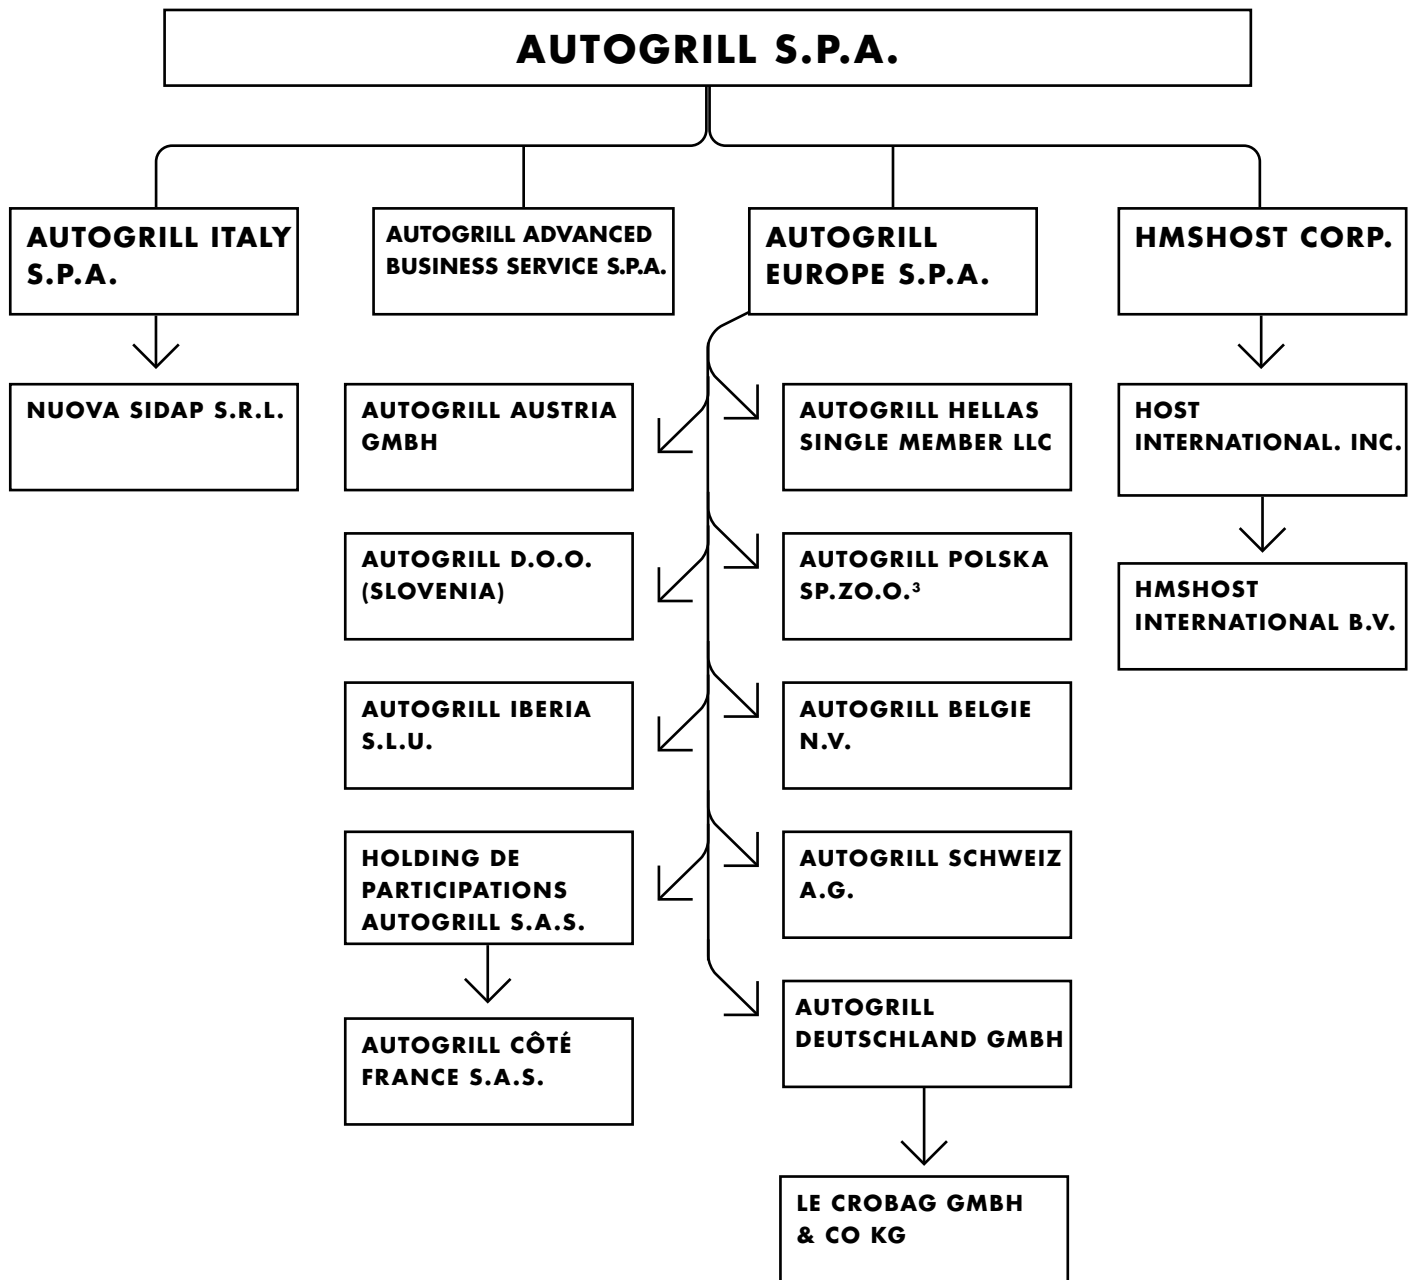 AUTOGRILL S.P.A.
AUTOGRILL ITALY
S.P.A.
AUTOGRILL ADVANCED
BUSINESS SERVICE S.P.A.
AUTOGRILL
EUROPE S.P.A.
HMSHOST CORP.
NUOVA SIDAP S.R.L.
AUTOGRILL AUSTRIA
GMBH
AUTOGRILL HELLAS
SINGLE MEMBER LLC
HOST
INTERNATIONAL. INC.
AUTOGRILL D.O.O.
(SLOVENIA)
AUTOGRILL POLSKA
SP.ZO.O.³
HMSHOST
INTERNATIONAL B.V.
AUTOGRILL IBERIA
S.L.U.
AUTOGRILL BELGIE
N.V.
HOLDING DE
PARTICIPATIONS
AUTOGRILL S.A.S.
AUTOGRILL SCHWEIZ
A.G.
AUTOGRILL
DEUTSCHLAND GMBH
AUTOGRILL CÔTÉ
FRANCE S.A.S.
LE CROBAG GMBH
& CO KG